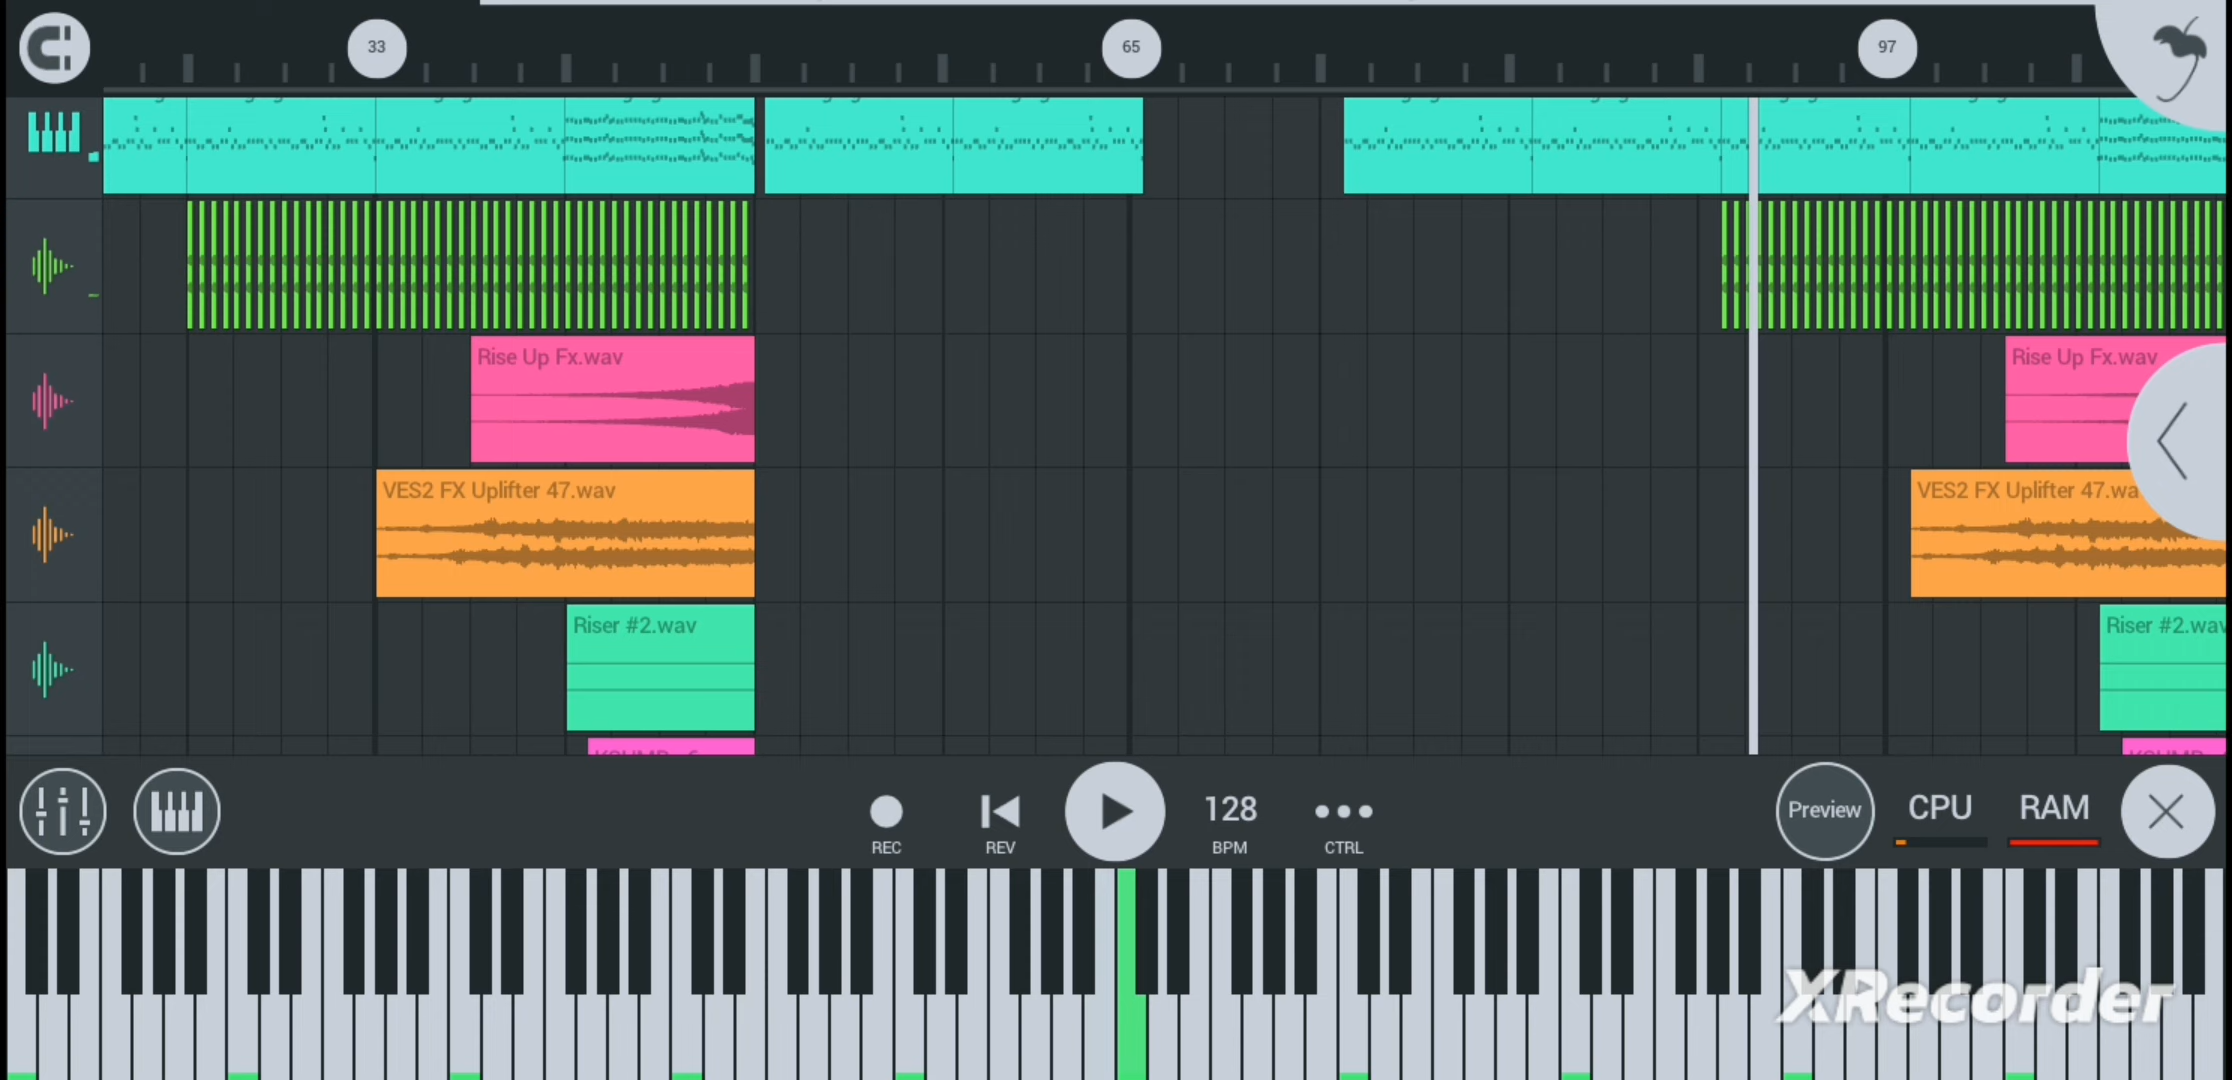 33
65
97
Rise Up Fx.wav
Rise Up Fx.wav
VES2 FX Uplifter 47.wav
VES2 FX Uplifter 47.wa
Riser #2.wav
Riser #2.wav
128
Preview
CPU
RAM
REC
REV
BPM
CTRL
XRecorder